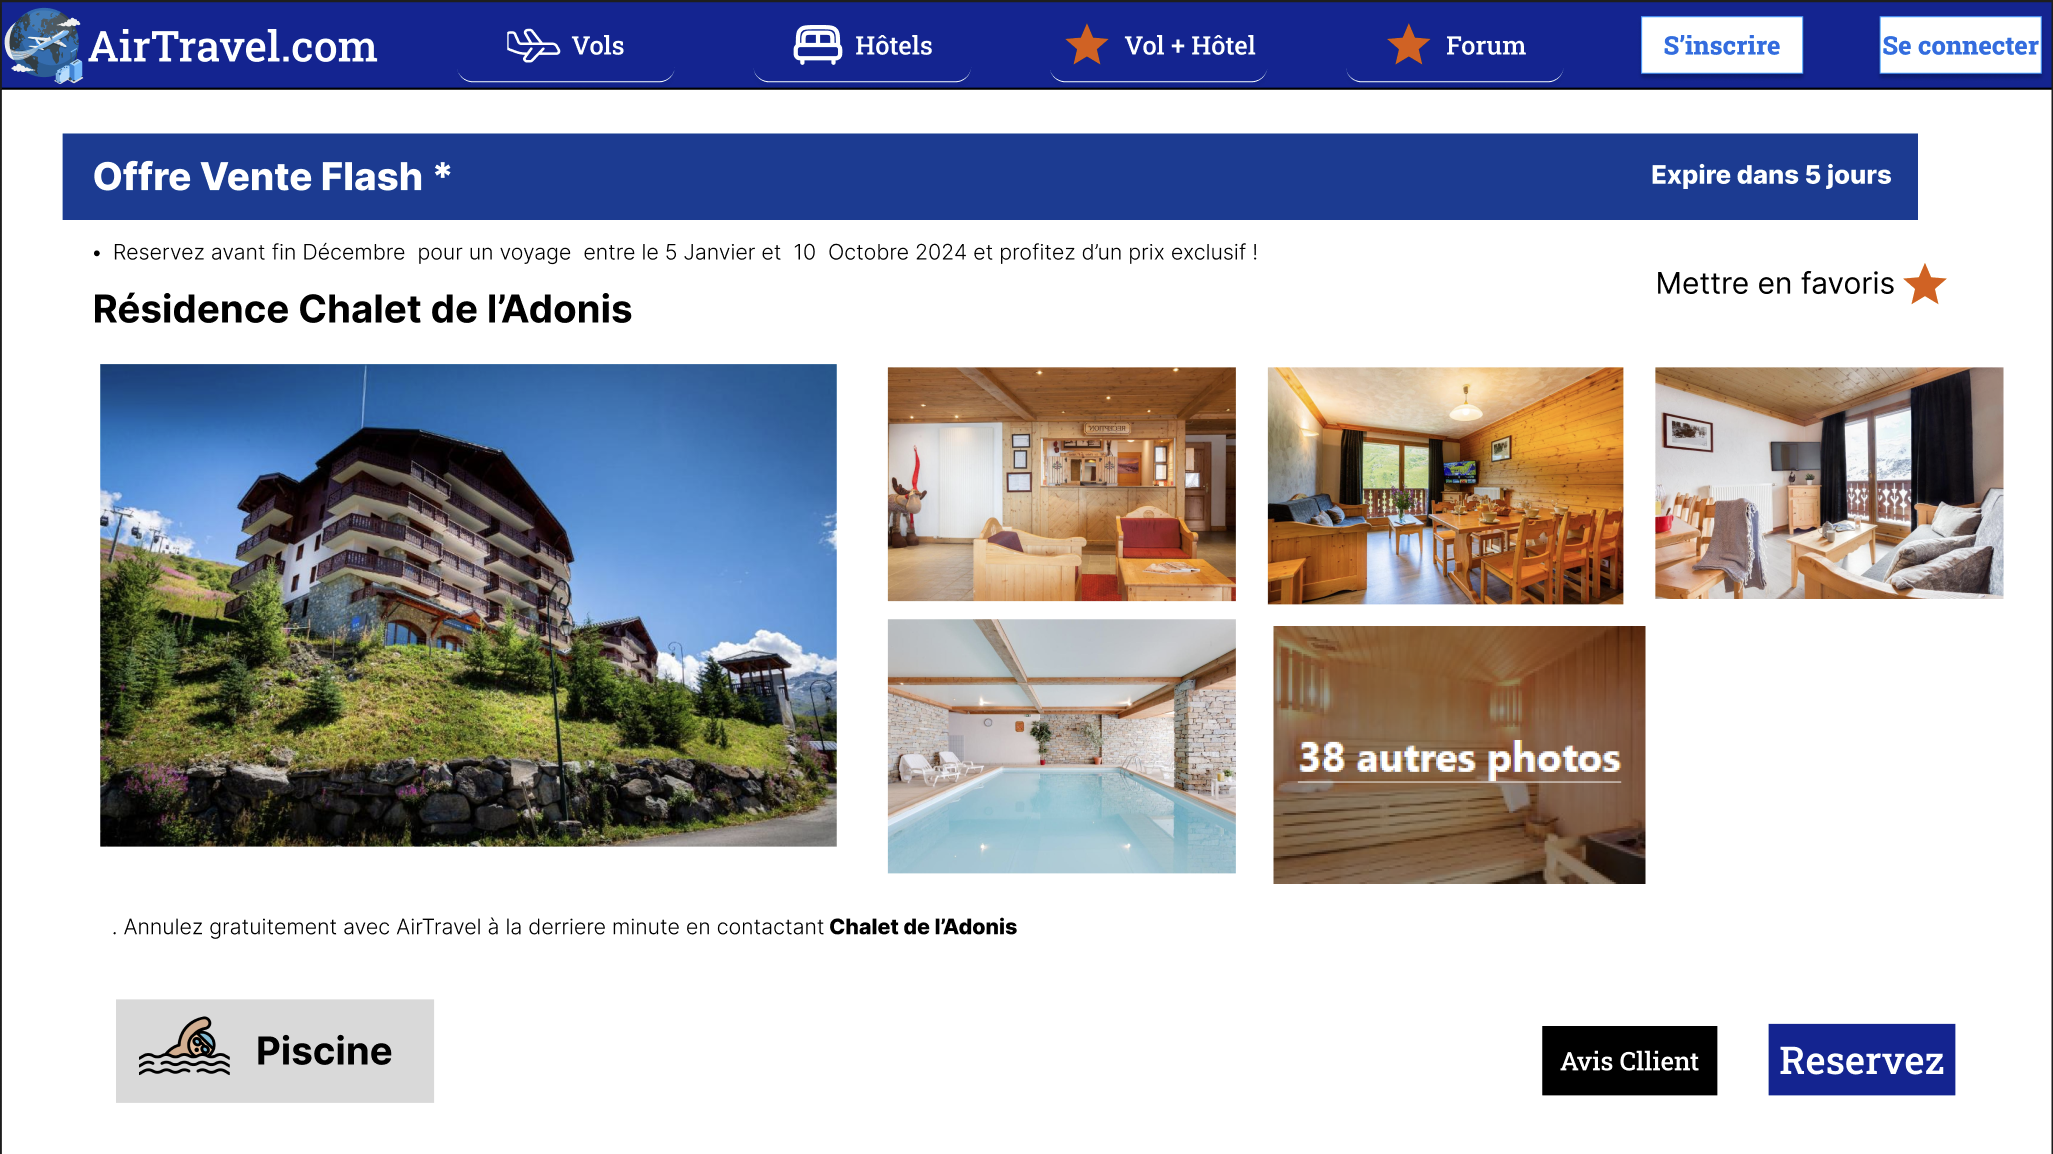 AirTravel.com
Vols
Hôtels
Vol + Hôtel
Forum
S'inscrire
Se connecter
Offre Vente Flash *
Expire dans 5 jours
• Reservez avant fin Décembre pour un voyage entre le 5 Janvier et 10 Octobre 2024 et profitez d'un prix exclusif !
Mettre en favoris
Résidence Chalet de l'Adonis
38 autres photos
. Annulez gratuitement avec AirTravel à la derriere minute en contactant Chalet de l'Adonis
Piscine
Avis Cllient
Reservez